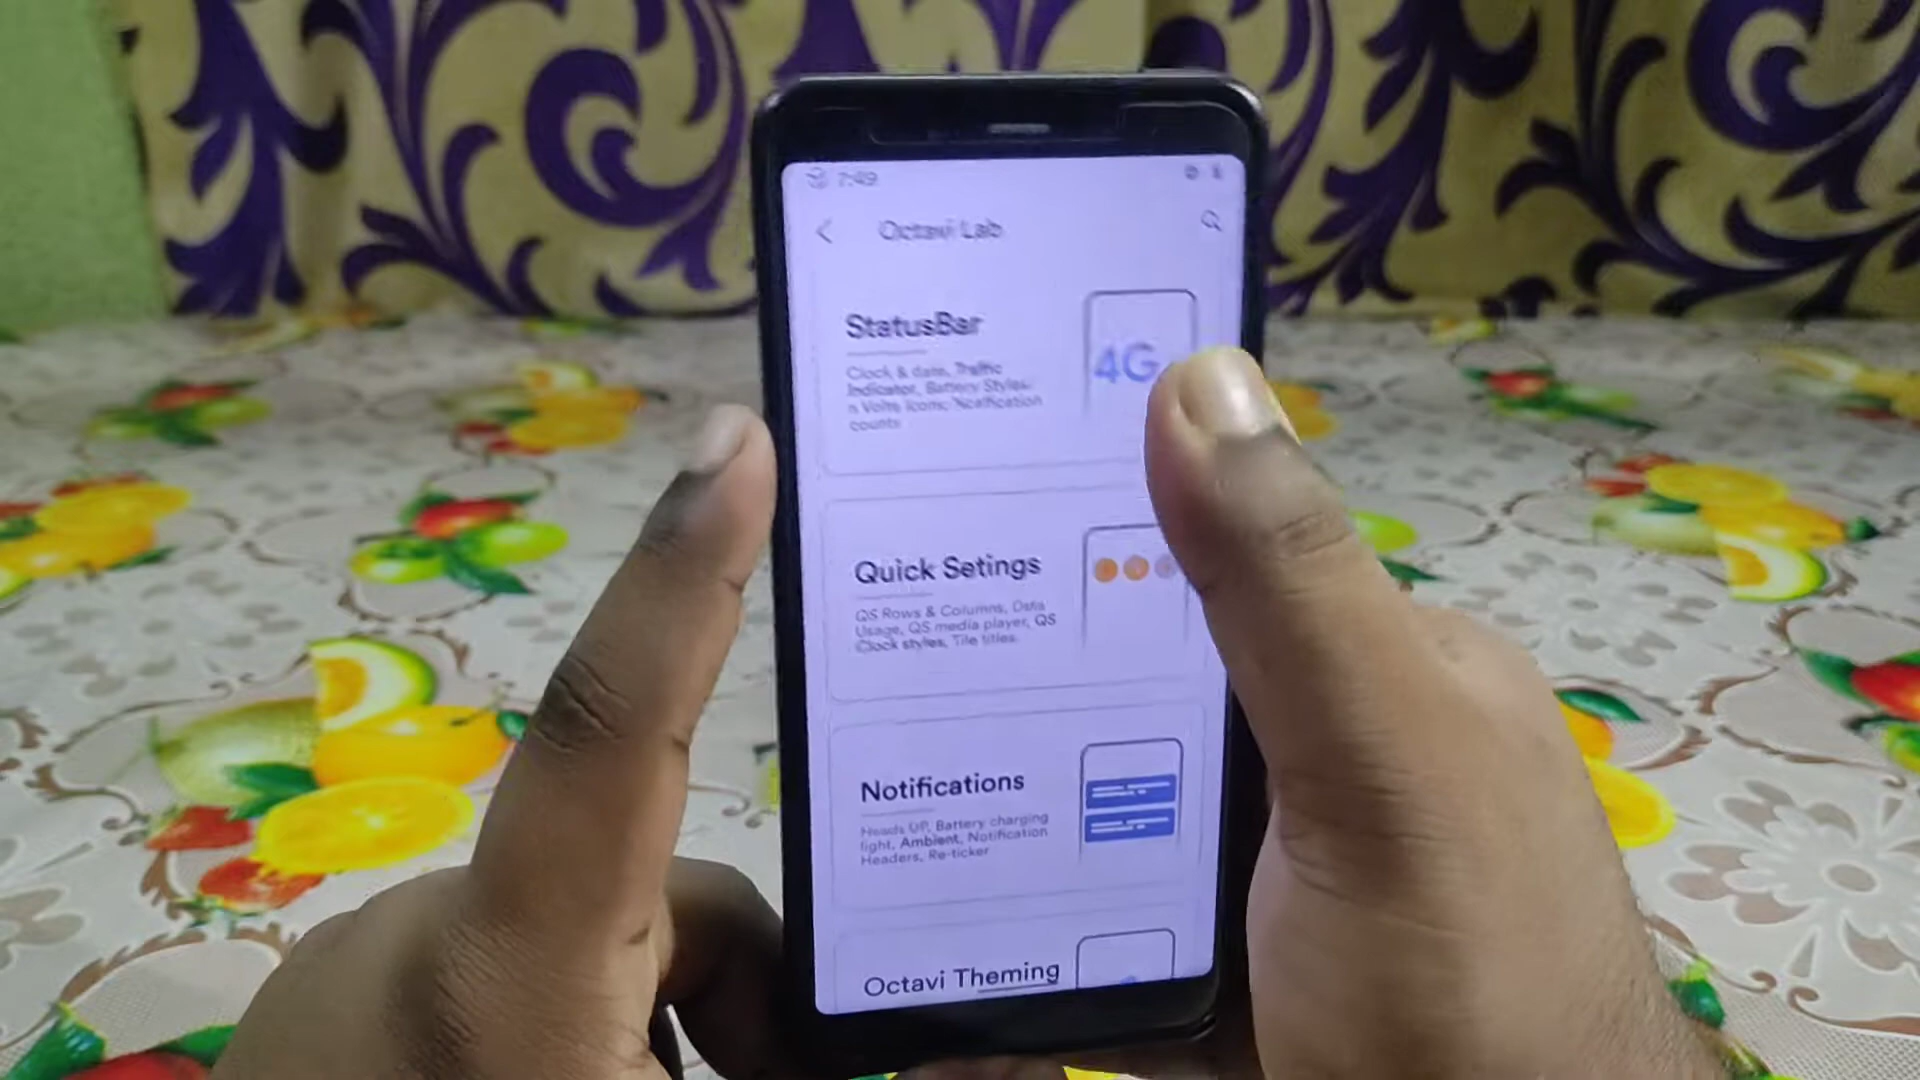 7:49
Octavi Lab
StatusBar
4G
Clock & date, Traffic
Indicator, Battery Styles,
n Volte Icons, Notification
counts
Quick Setings
QS Rows & Columns, Data
Usage, QS media player, QS
Clock styles, Tile titles.
Notifications
Heads UP, Battery charging
light, Ambient, Notification
Headers, Re-ticker
Octavi Theming